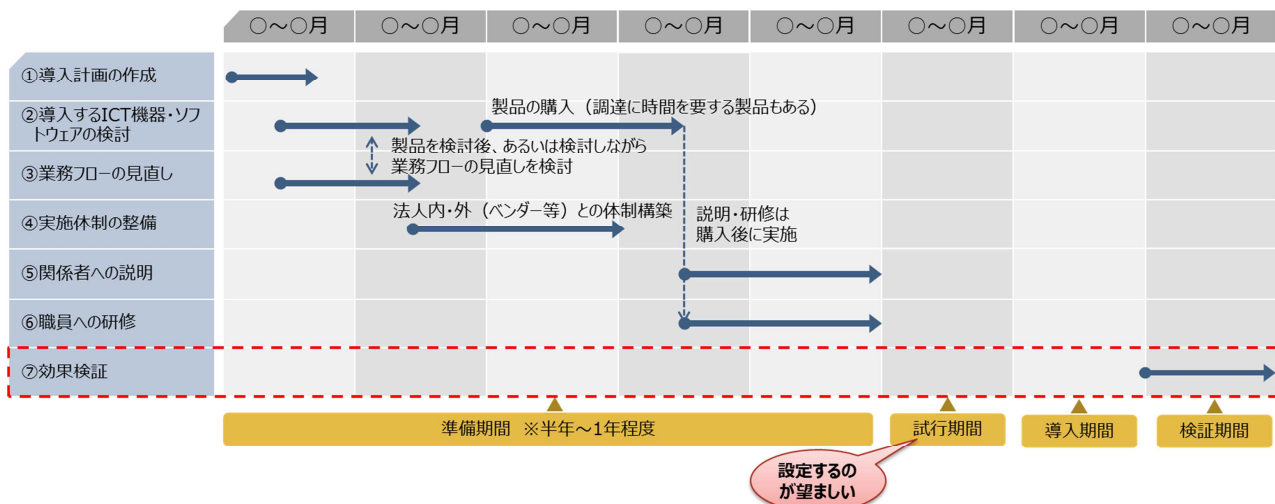 ○～○月 ○～○月 ○～○月 ○～○月 ○～○月 ○～○月 ○～○月 ○～○月
①導入計画の作成
②導入するICT機器・ソフ
トウェアの検討
製品の購入（調達に時間を要する製品もある）
製品を検討後、あるいは検討しながら
業務フローの見直しを検討
③業務フローの見直し
④実施体制の整備
法人内・外（ベンダー等）との体制構築
説明・研修は
購入後に実施
⑤関係者への説明
⑥職員への研修
⑦効果検証
準備期間 ※半年～1年程度
試行期間
導入期間
検証期間
設定するの
が望ましい